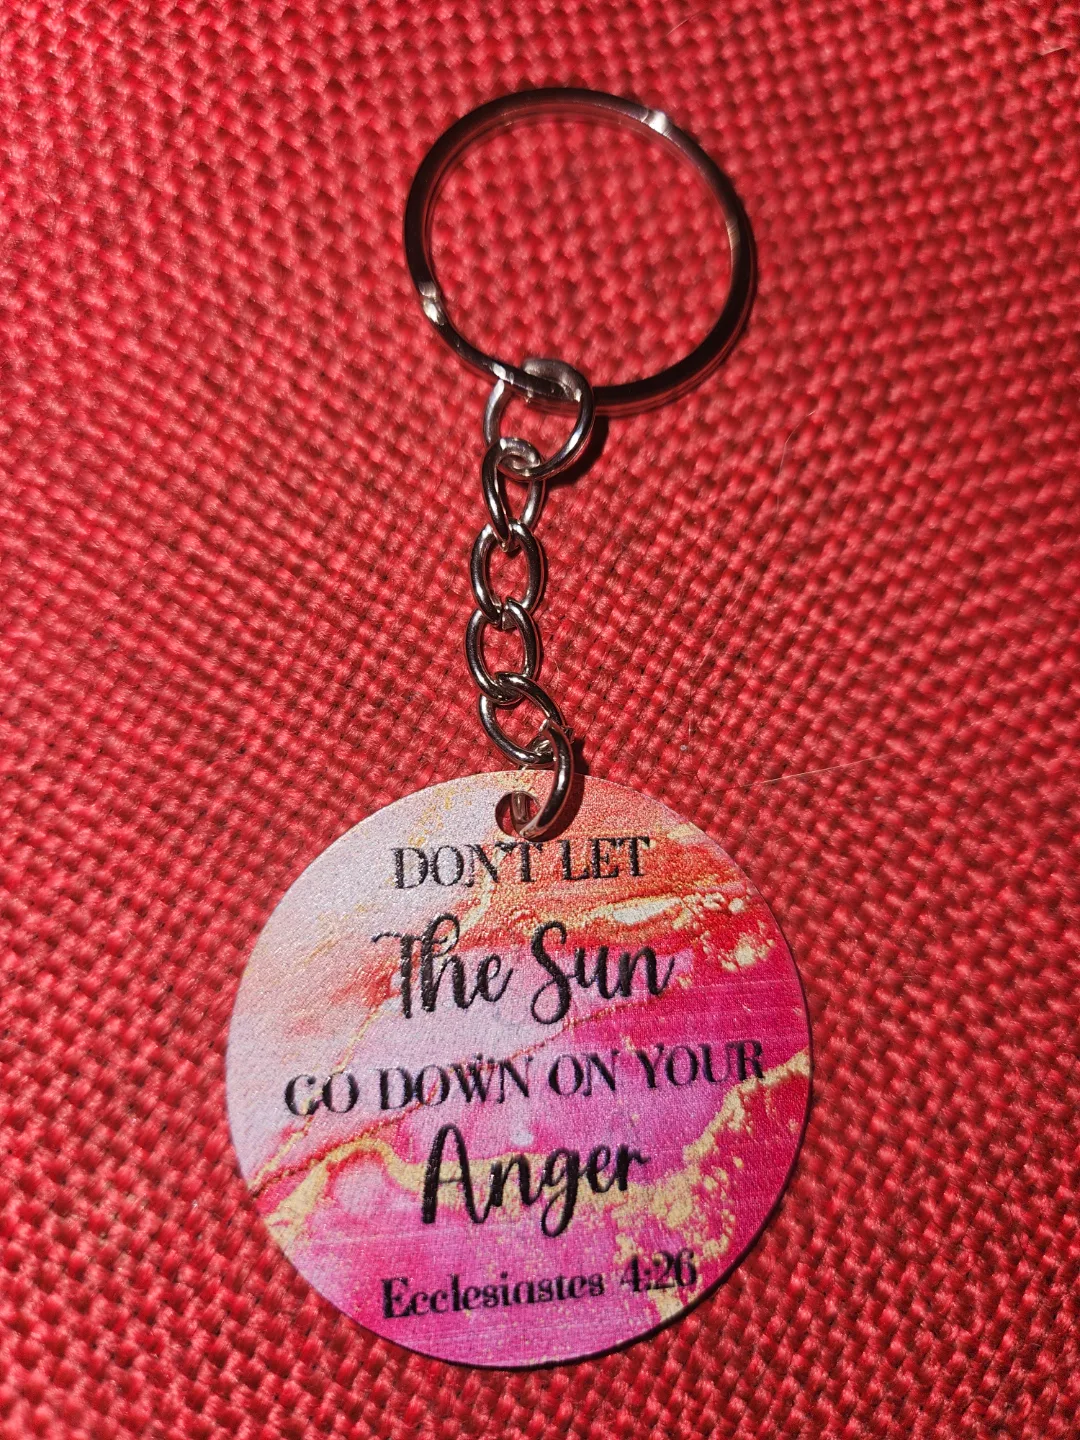 DON'T LET
The Sun
GO DOWN ON YOUR
Anger
Ecclesiastes 4:26